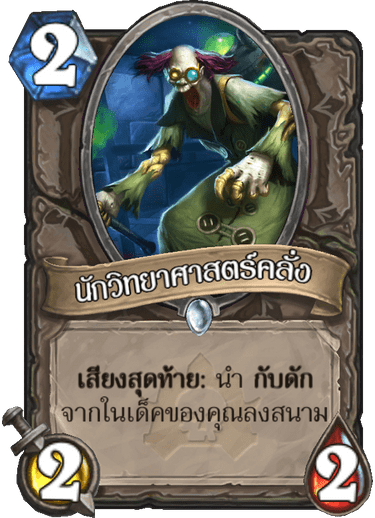 2
นักวิทยาศาสตร์คลั่ง
เสียงสุดท้าย: นำ กับดัก
จากในเด็คของคุณลงสนาม
2
2